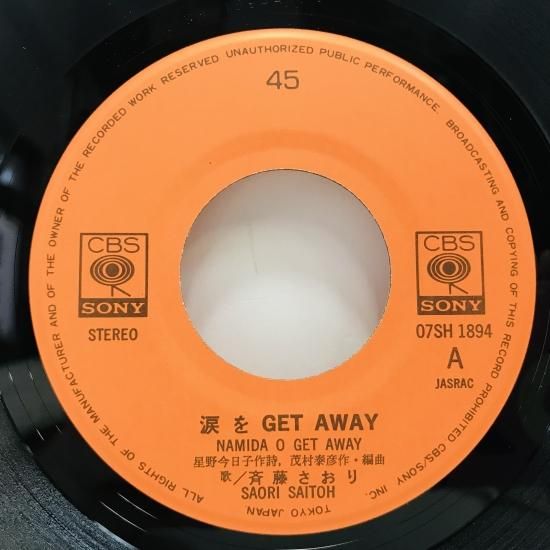 ALL RIGHTS OF THE MANUFACTURER AND OF THE OWNER OF THE RECORDED WORK RESERVED UNAUTHORIZED PUBLIC PERFORMANCE, BROADCASTING AND COPYING OF THIS RECORD PROHIBITED CBS/SONY INC.
TOKYO JAPAN
45
CBS
SONY
STEREO
CBS
SONY
07SH 1894
A
JASRAC
涙を GET AWAY
NAMIDA O GET AWAY
星野今日子作詩, 茂村泰彦作・編曲
歌/斉藤さおり
SAORI SAITOH